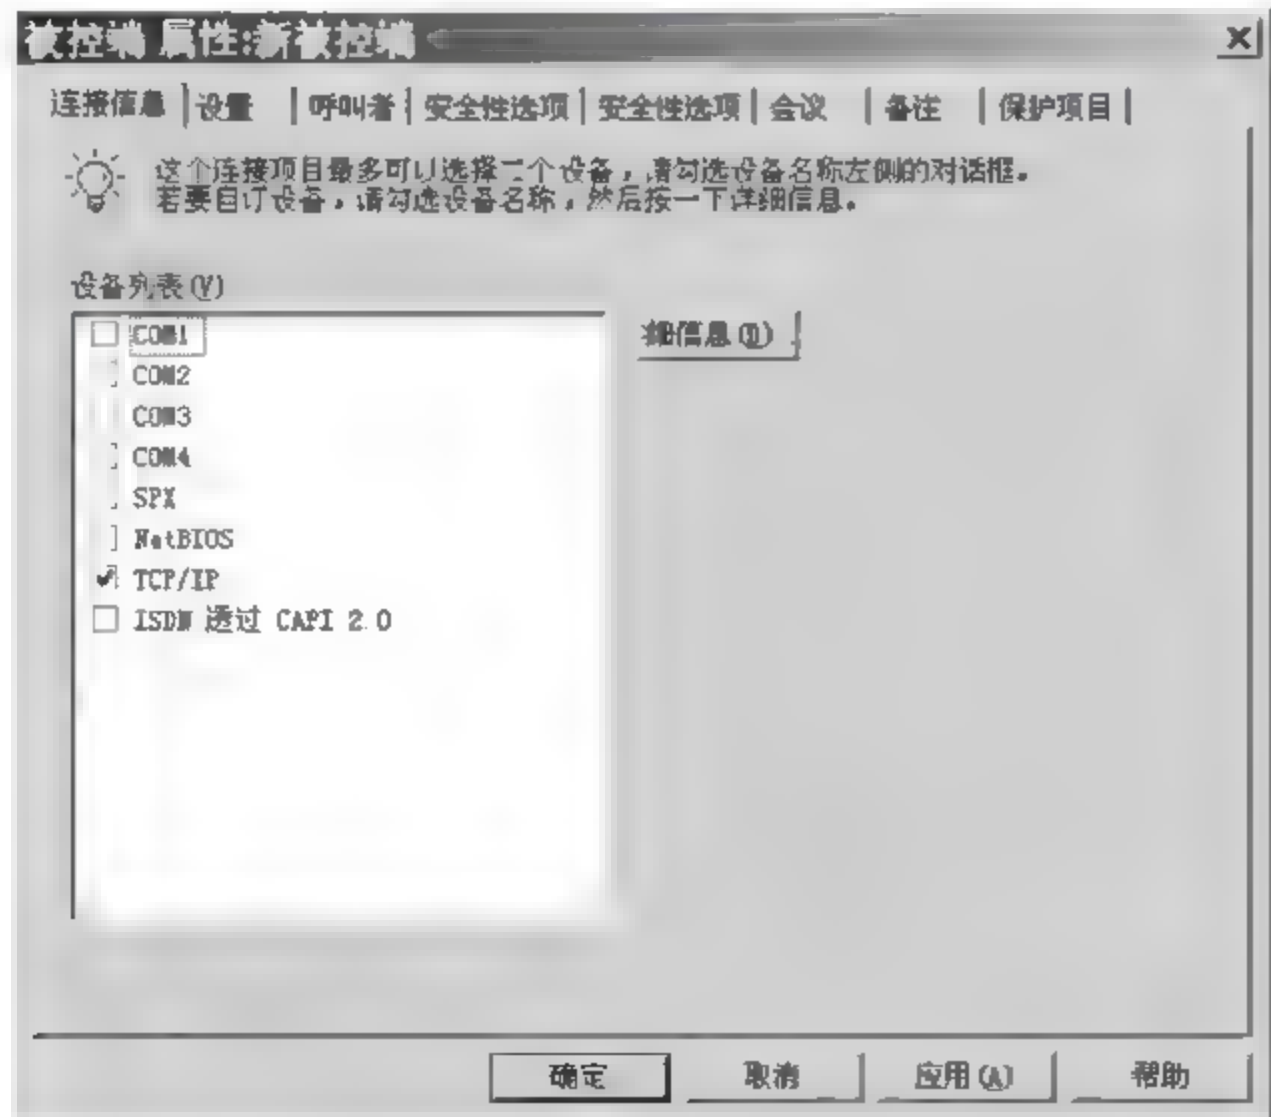 被控端 属性:新被控端
连接信息 设置 呼叫者 安全性选项 安全性选项 会议 备注 保护项目
这个连接项目最多可以选择二个设备，请勾选设备名称左侧的对话框。
若要自订设备，请勾选设备名称，然后按一下详细信息。
设备列表(V)
COM1
细信息(D)
COM2
COM3
COM4
SPX
NetBIOS
TCP/IP
ISDN 透过 CAPI 2.0
确定 取消 应用(A) 帮助